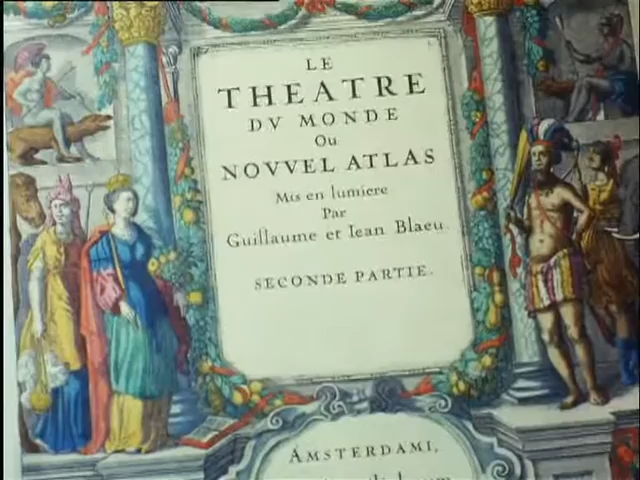 LE
THEATRE
DV MONDE
Ou
NOVVEL ATLAS
Mis en lumiere
Par
Guillaume et Iean Blaeu.
SECONDE PARTIE.
AMSTERDAMI,